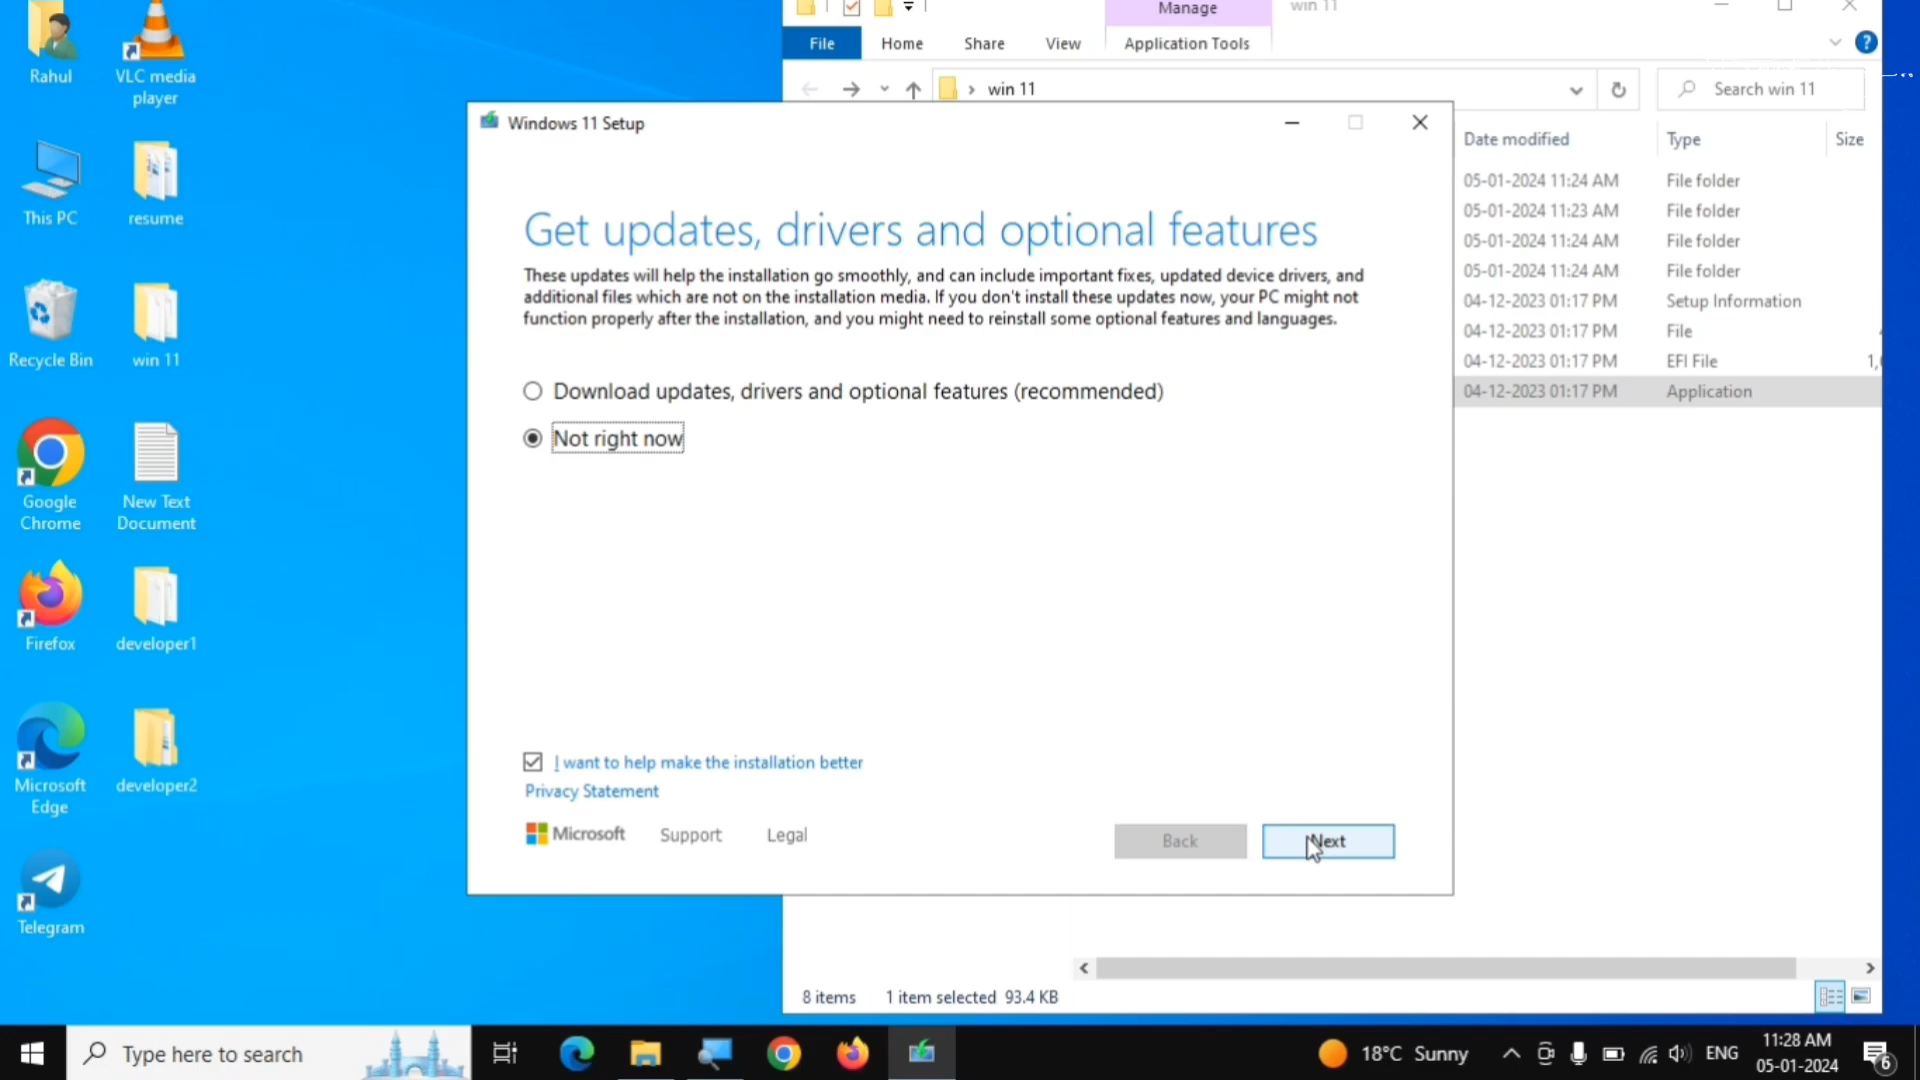 Manage
win 11
File
Home
Share
View
Application Tools
win 11
Search win 11
Date modified
Type
Size
05-01-2024 11:24 AM
File folder
05-01-2024 11:23 AM
File folder
05-01-2024 11:24 AM
File folder
05-01-2024 11:24 AM
File folder
04-12-2023 01:17 PM
Setup Information
04-12-2023 01:17 PM
File
04-12-2023 01:17 PM
EFI File
1,
04-12-2023 01:17 PM
Application
Rahul
VLC media
player
This PC
resume
Recycle Bin
win 11
Google
Chrome
New Text
Document
Firefox
developer1
Microsoft
Edge
developer2
Telegram
Windows 11 Setup
Get updates, drivers and optional features
These updates will help the installation go smoothly, and can include important fixes, updated device drivers, and
additional files which are not on the installation media. If you don't install these updates now, your PC might not
function properly after the installation, and you might need to reinstall some optional features and languages.
Download updates, drivers and optional features (recommended)
Not right now
I want to help make the installation better
Privacy Statement
Microsoft
Support
Legal
Back
Next
8 items
1 item selected 93.4 KB
Type here to search
18°C Sunny
ENG
11:28 AM
05-01-2024
6